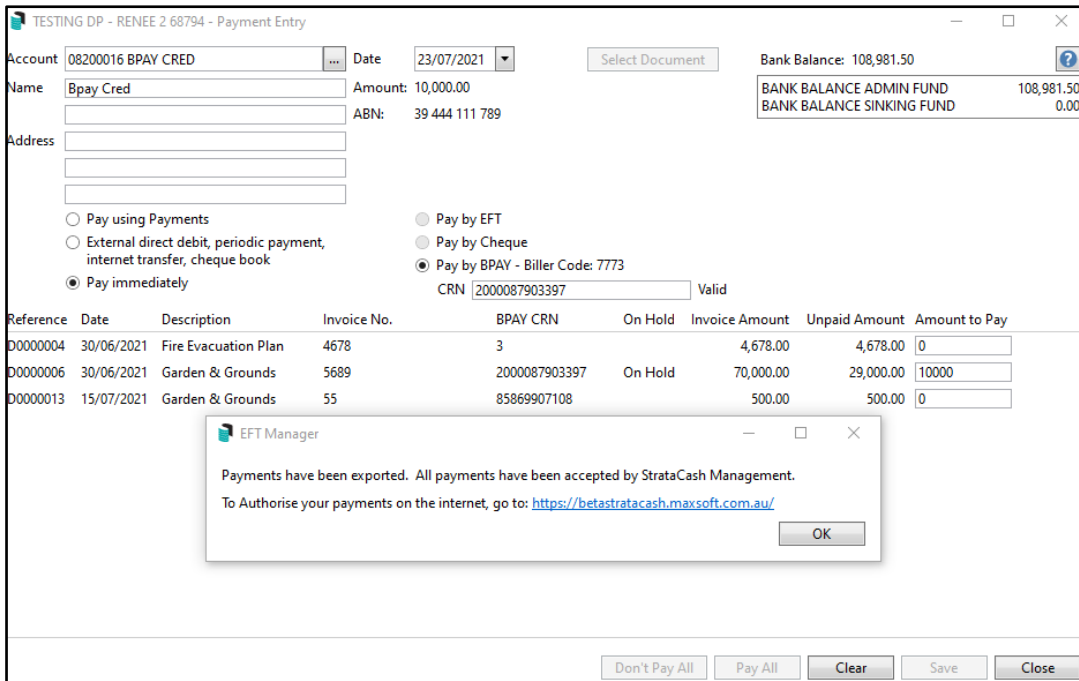 TESTING DP - RENEE 2 68794 - Payment Entry
Account 08200016 BPAY CRED ... Date 23/07/2021 Select Document Bank Balance: 108,981.50
Name Bpay Cred Amount: 10,000.00 BANK BALANCE ADMIN FUND 108,981.50
ABN: 39 444 111 789 BANK BALANCE SINKING FUND 0.00
Address
Pay using Payments Pay by EFT
External direct debit, periodic payment, Pay by Cheque
internet transfer, cheque book Pay by BPAY - Biller Code: 7773
Pay immediately CRN 2000087903397 Valid
Reference Date Description Invoice No. BPAY CRN On Hold Invoice Amount Unpaid Amount Amount to Pay
D0000004 30/06/2021 Fire Evacuation Plan 4678 3 4,678.00 4,678.00 0
D0000006 30/06/2021 Garden & Grounds 5689 2000087903397 On Hold 70,000.00 29,000.00 10000
D0000013 15/07/2021 Garden & Grounds 55 85869907108 500.00 500.00 0
EFT Manager
Payments have been exported. All payments have been accepted by StrataCash Management.
To Authorise your payments on the internet, go to: https://betastratacash.maxsoft.com.au/
OK
Don't Pay All Pay All Clear Save Close